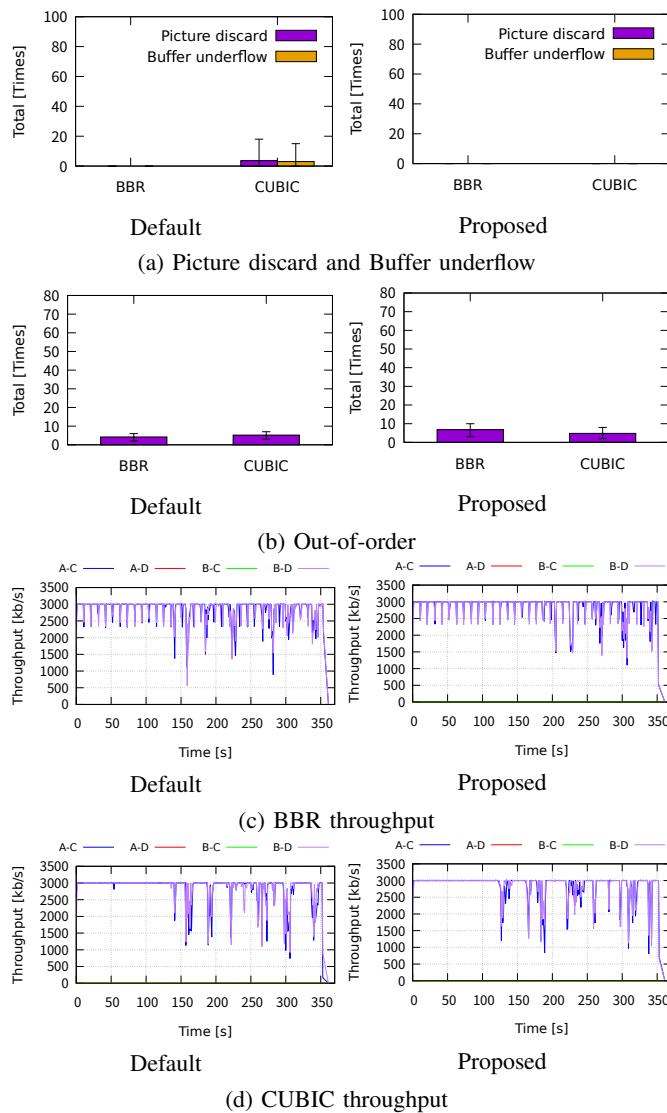 Total [Times]
100
80
60
40
20
0
Picture discard
Buffer underflow
BBR CUBIC
Default
Total [Times]
100
80
60
40
20
0
Picture discard
Buffer underflow
BBR CUBIC
Proposed
(a) Picture discard and Buffer underflow
Total [Times]
80
70
60
50
40
30
20
10
0
BBR CUBIC
Default
Total [Times]
80
70
60
50
40
30
20
10
0
BBR CUBIC
Proposed
(b) Out-of-order
A-C A-D B-C B-D
Throughput [kb/s]
3500
3000
2500
2000
1500
1000
500
0
0 50 100 150 200 250 300 350
Time [s]
Default
A-C A-D B-C B-D
Throughput [kb/s]
3500
3000
2500
2000
1500
1000
500
0
0 50 100 150 200 250 300 350
Time [s]
Proposed
(c) BBR throughput
A-C A-D B-C B-D
Throughput [kb/s]
3500
3000
2500
2000
1500
1000
500
0
0 50 100 150 200 250 300 350
Time [s]
Default
A-C A-D B-C B-D
Throughput [kb/s]
3500
3000
2500
2000
1500
1000
500
0
0 50 100 150 200 250 300 350
Time [s]
Proposed
(d) CUBIC throughput